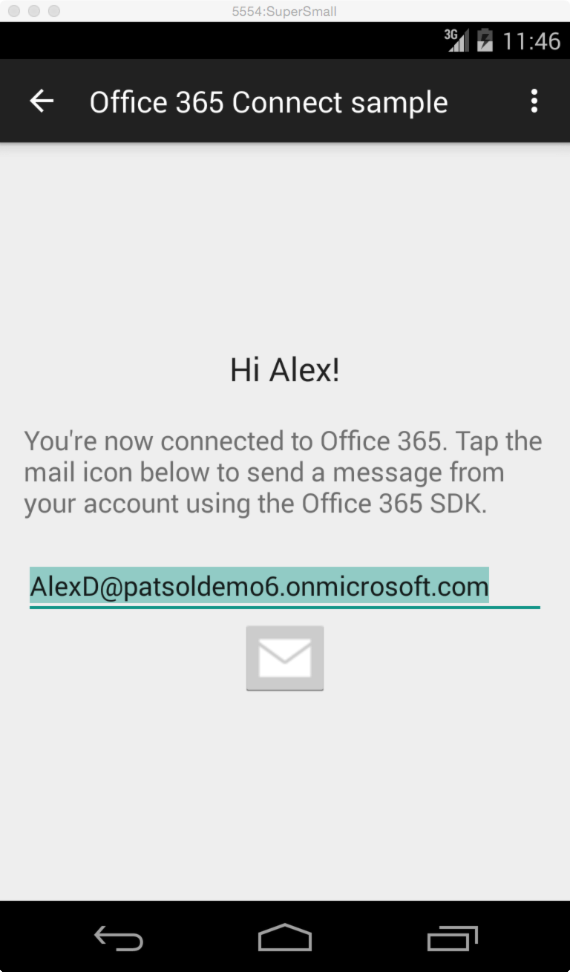 5554:SuperSmall
3G 11:46
Office 365 Connect sample
Hi Alex!
You're now connected to Office 365. Tap the
mail icon below to send a message from
your account using the Office 365 SDK.
AlexD@patsoldemo6.onmicrosoft.com